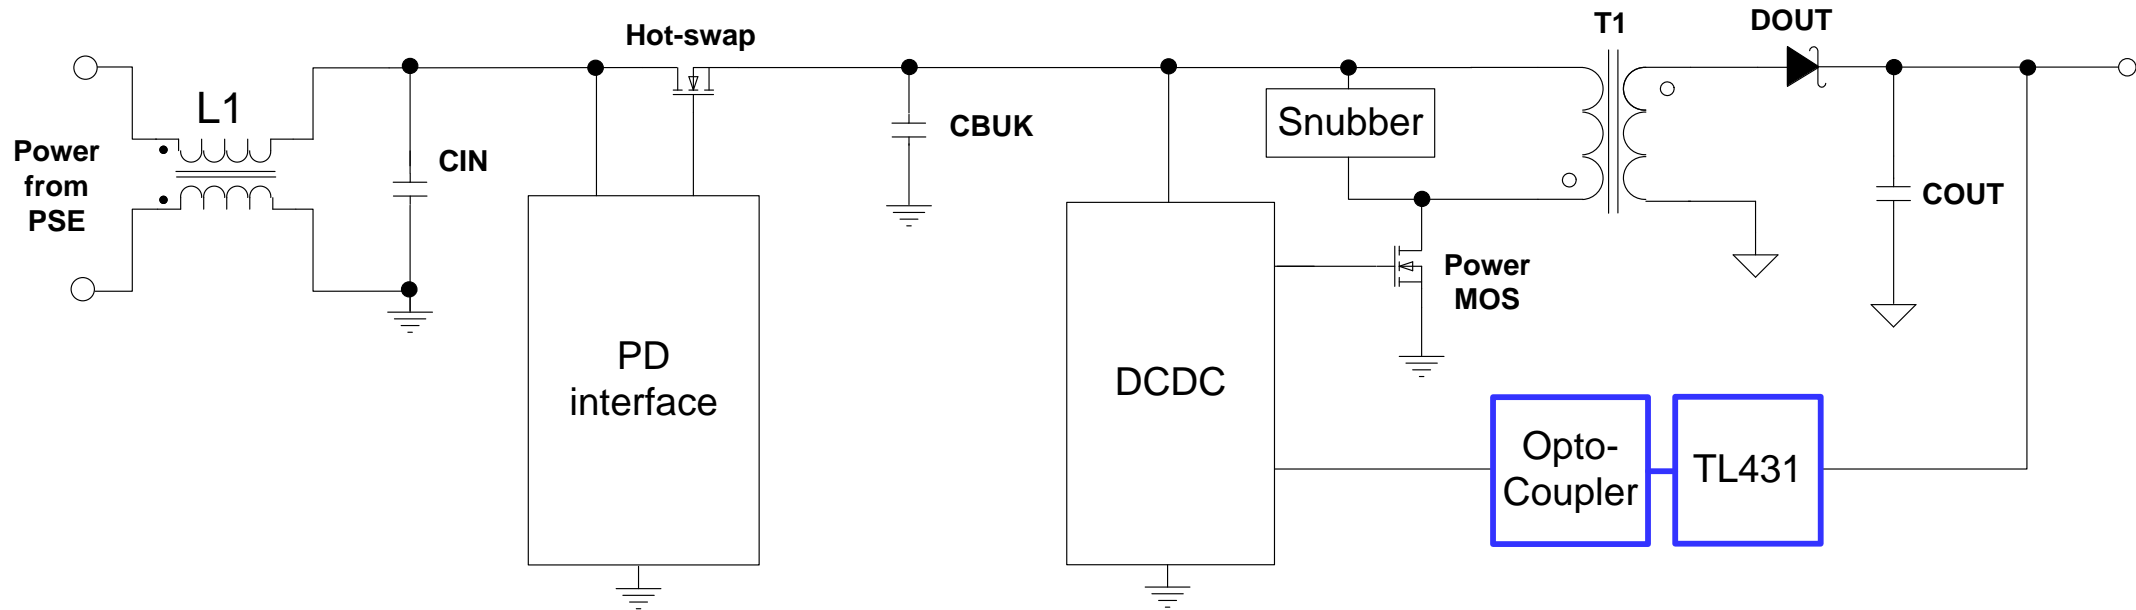 Hot-swap
T1
DOUT
L1
Power
from
PSE
CIN
CBUK
Snubber
COUT
Power
MOS
PD
interface
DCDC
Opto-
Coupler
TL431